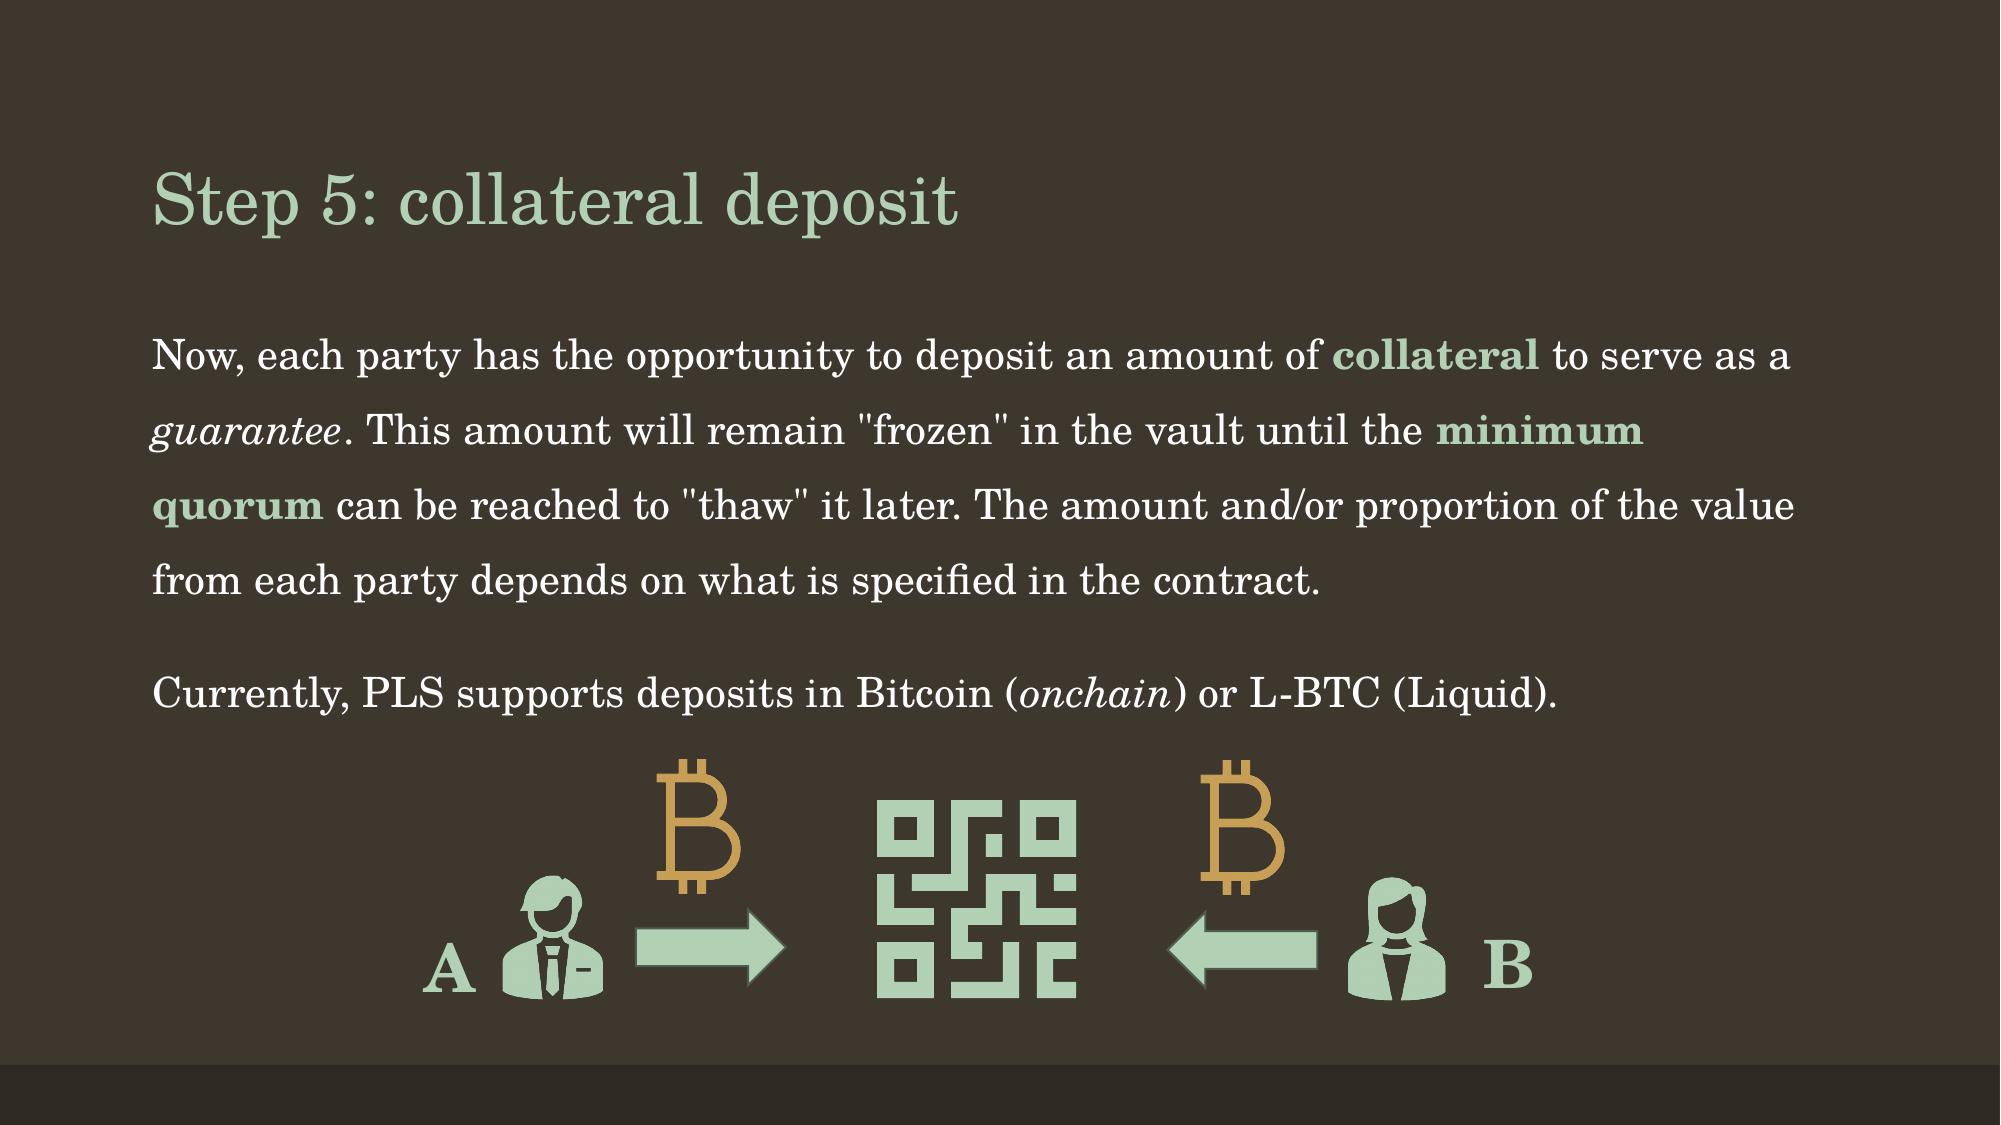 Step 5: collateral deposit
Now, each party has the opportunity to deposit an amount of collateral to serve as a
guarantee. This amount will remain "frozen" in the vault until the minimum
quorum can be reached to "thaw" it later. The amount and/or proportion of the value
from each party depends on what is specified in the contract.
Currently, PLS supports deposits in Bitcoin (onchain) or L-BTC (Liquid).
A
B